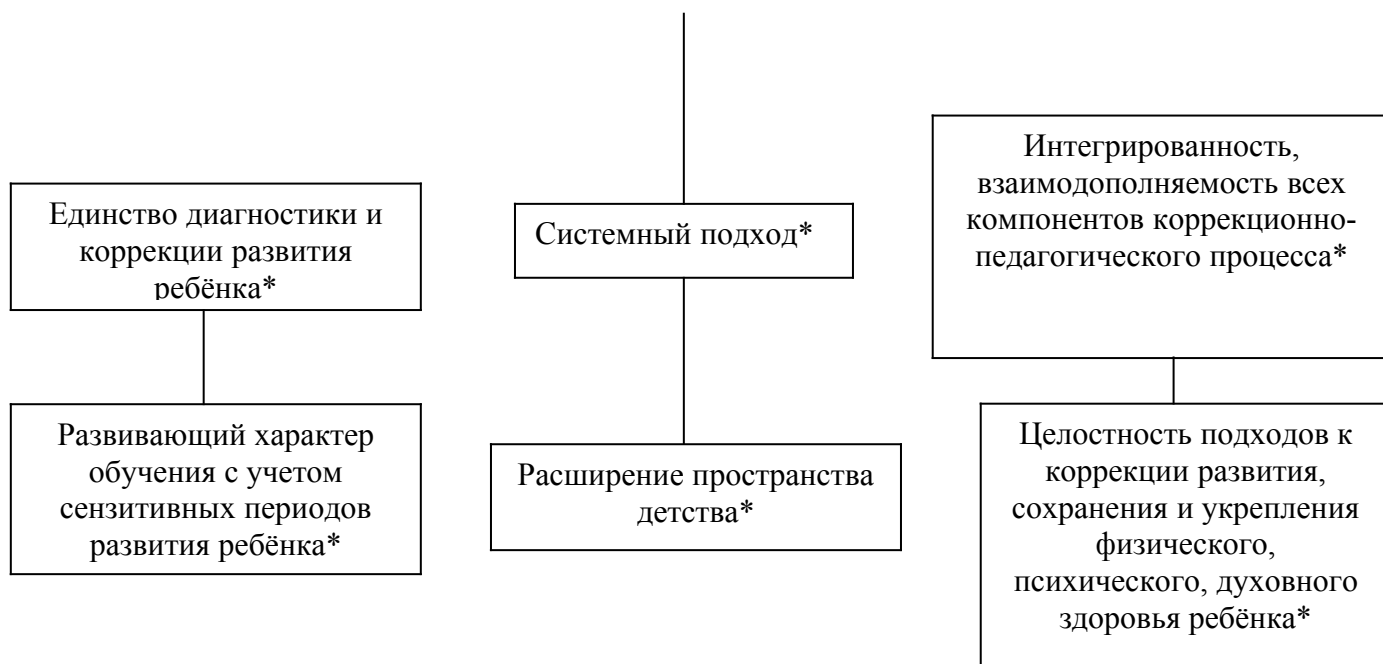 Единство диагностики и
коррекции развития
ребёнка*
Системный подход*
Интегрированность,
взаимодополняемость всех
компонентов коррекционно-
педагогического процесса*
Развивающий характер
обучения с учетом
сензитивных периодов
развития ребёнка*
Расширение пространства
детства*
Целостность подходов к
коррекции развития,
сохранения и укрепления
физического,
психического, духовного
здоровья ребёнка*